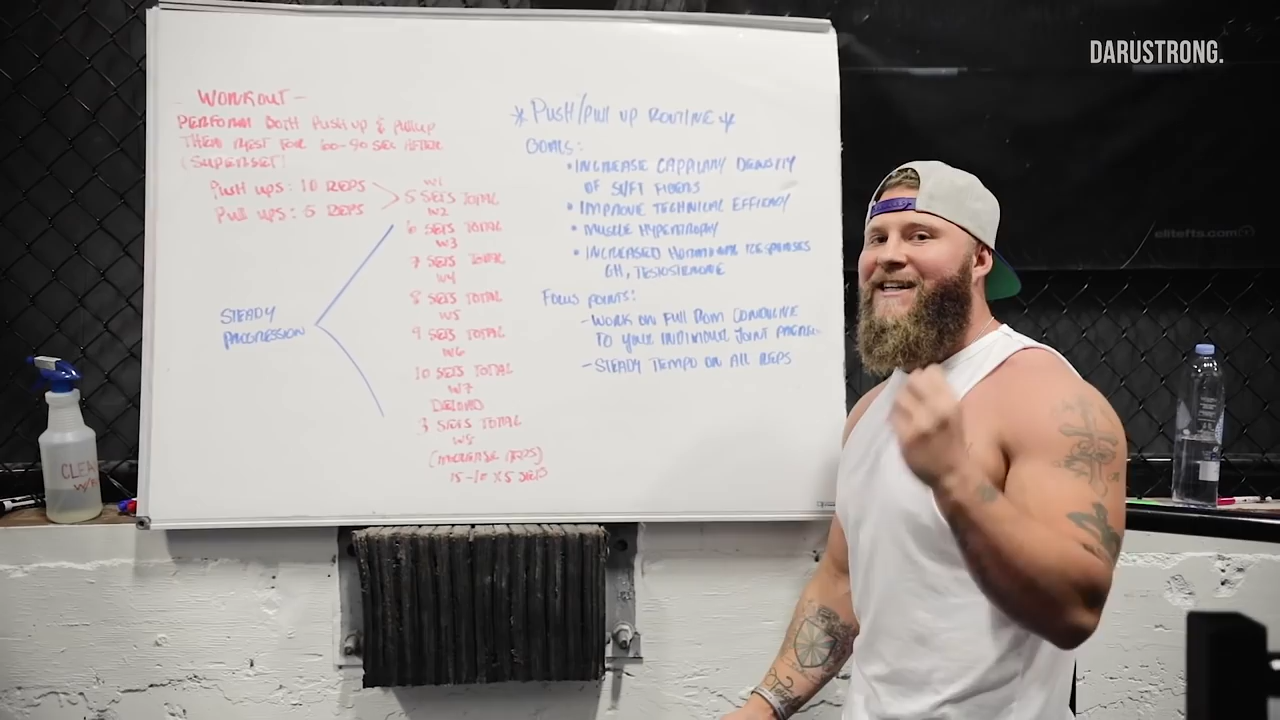 DARUSTRONG.
- WORKOUT -
PERFORM BOTH PUSH UP & PULLUP
THEN REST FOR 60-90 SEC AFTER
(SUPERSET)
PUSH UPS: 10 REPS
PULL UPS: 5 REPS
W1
5 SETS TOTAL
W2
6 SETS TOTAL
W3
7 SETS TOTAL
W4
8 SETS TOTAL
W5
9 SETS TOTAL
W6
10 SETS TOTAL
W7
DELOAD
3 SETS TOTAL
W8
(INCREASE REPS)
15-10 X 5 SETS
STEADY
PROGRESSION
* PUSH/PULL UP ROUTINE *
GOALS:
• INCREASE CAPILLARY DENSITY
OF SLFT FIBERS
• IMPROVE TECHNICAL EFFICACY
• MUSCLE HYPERTROPHY
• INCREASED HORMONAL RESPONSES
GH, TESTOSTERONE
FOCUS POINTS:
- WORK ON FULL ROM CONDUCIVE
TO YOUR INDIVIDUAL JOINT
- STEADY TEMPO ON ALL REPS
elitefts.com
CLEA